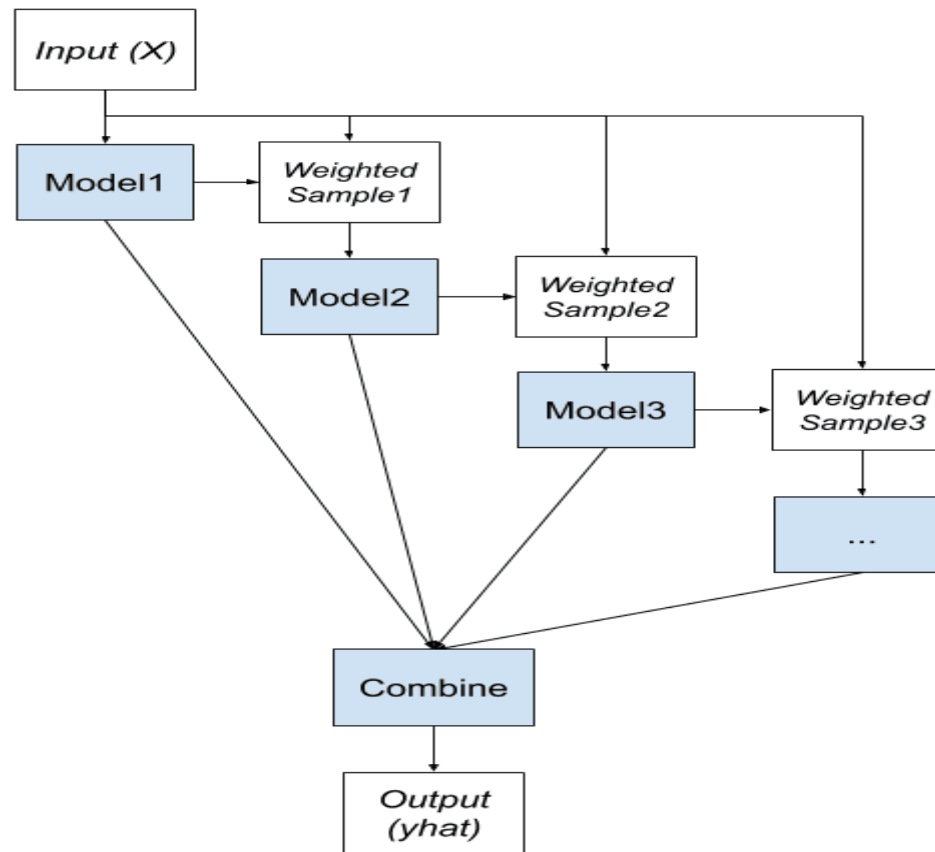 Input (X)
Model1
Weighted
Sample1
Model2
Weighted
Sample2
Model3
Weighted
Sample3
...
Combine
Output
(yhat)